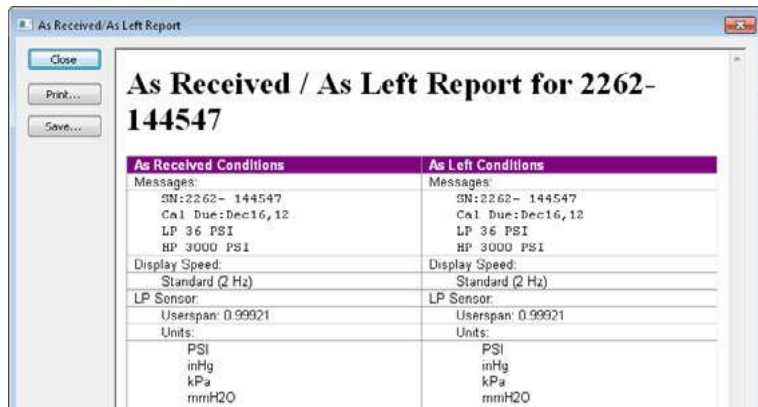 As Received/As Left Report
Close
Print...
Save...
As Received / As Left Report for 2262-
144547
As Received Conditions As Left Conditions
Messages: Messages:
SN:2262- 144547 SN:2262- 144547
Cal Due:Dec16,12 Cal Due:Dec16,12
LP 36 PSI LP 36 PSI
HP 3000 PSI HP 3000 PSI
Display Speed: Display Speed:
Standard (2 Hz) Standard (2 Hz)
LP Sensor: LP Sensor:
Userspan: 0.99921 Userspan: 0.99921
Units: Units:
PSI PSI
inHg inHg
kPa kPa
mmH2O mmH2O